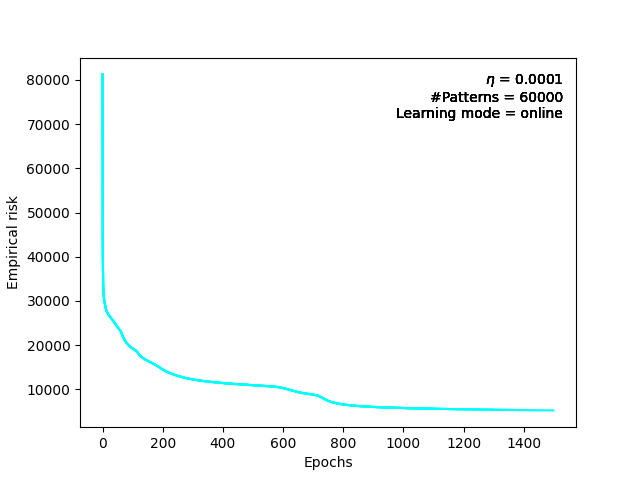 η = 0.0001
#Patterns = 60000
Learning mode = online
80000
70000
60000
50000
40000
30000
20000
10000
Empirical risk
0 200 400 600 800 1000 1200 1400
Epochs